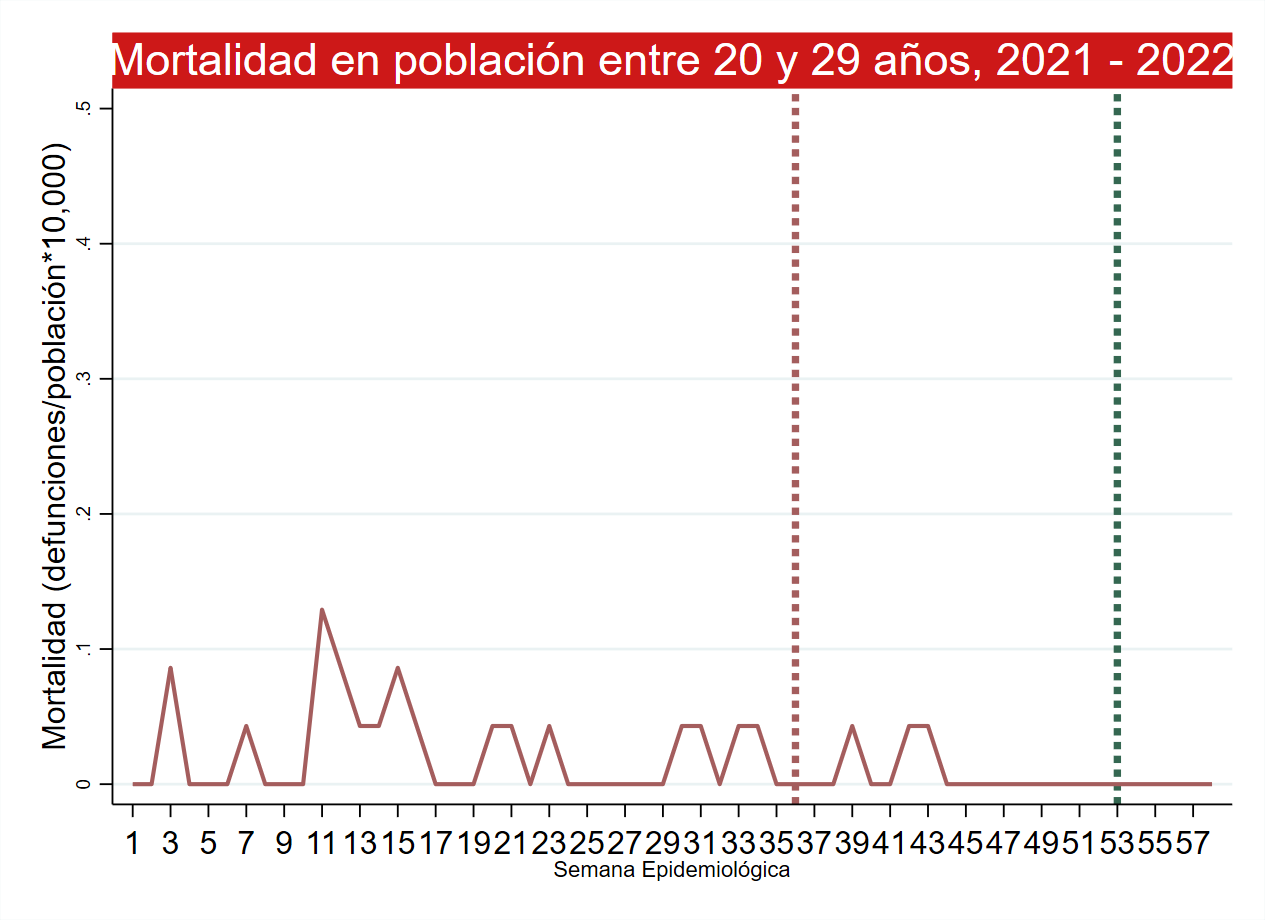 Mortalidad en población entre 20 y 29 años, 2021 - 2022
Mortalidad (defunciones/población*10,000)
.5
.4
.3
.2
.1
0
1 3 5 7 9 11 13 15 17 19 21 23 25 27 29 31 33 35 37 39 41 43 45 47 49 51 53 55 57
Semana Epidemiológica